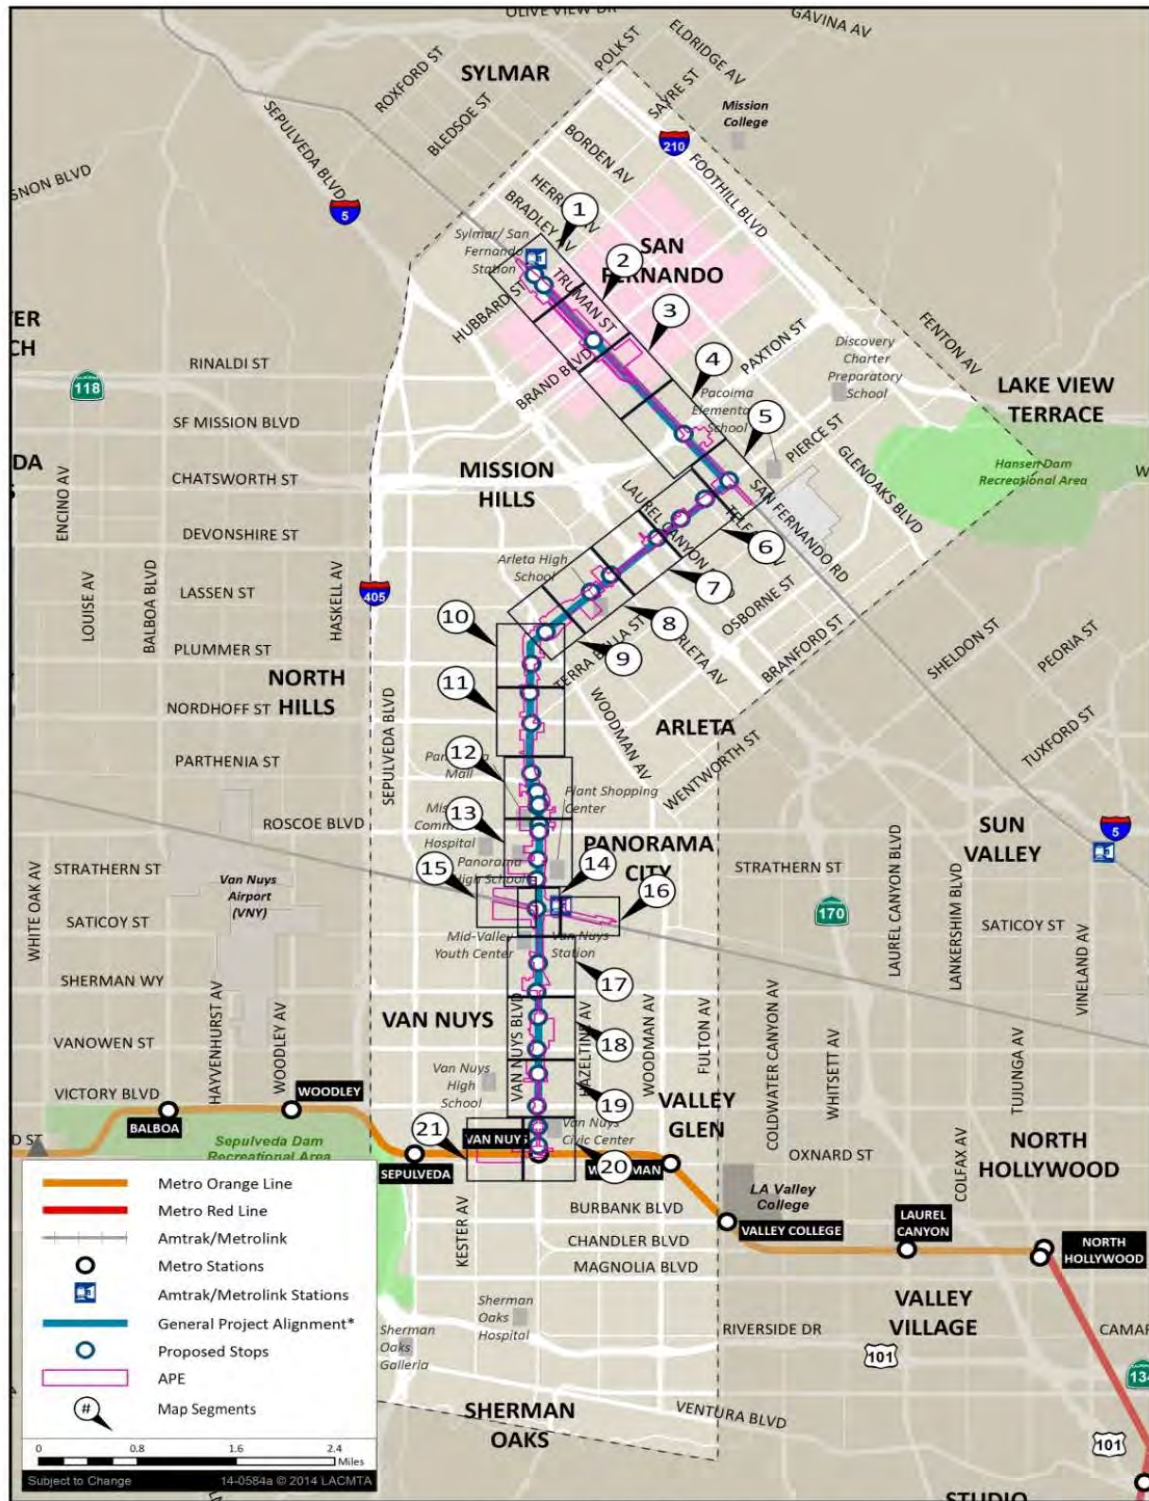 OLIVE VIEW DR
GAVINA AV
POLK ST
ELDRIDGE AV
SYLMAR
ROXFORD ST
SAYRE ST
BLEDSOE ST
Mission
College
SEPULVEDA BLVD
BORDEN AV
210
FOOTHILL BLVD
5
BRADLEY AV
1
Sylmar/ San
Fernando
Station
SAN
FERNANDO
2
TRUMAN ST
HUBBARD ST
3
FENTON AV
PAXTON ST
Discovery
Charter
Preparatory
School
RINALDI ST
118
BRAND BLVD
4
Pacoima
School
LAKE VIEW
TERRACE
5
SF MISSION BLVD
PIERCE ST
GLENOAKS BLVD
Hansen Dam
Recreational Area
MISSION
HILLS
CHATSWORTH ST
ENCINO AV
SAN FERNANDO RD
DEVONSHIRE ST
6
Arleta High
School
7
LASSEN ST
405
LOUISE AV
BALBOA BLVD
HASKELL AV
OSBORNE ST
8
10
BRANFORD ST
SHELDON ST
PEORIA ST
PLUMMER ST
9
NORTH
HILLS
11
WOODMAN AV
ARLETA
NORDHOFF ST
SEPULVEDA BLVD
TUXFORD ST
PARTHENIA ST
12
Mall
WENTWORTH ST
Plant Shopping
Center
ROSCOE BLVD
13
Hospital
SUN
VALLEY
5
PANORAMA
CITY
STRATHERN ST
15
Panorama
High School
14
16
STRATHERN ST
WHITE OAK AV
Van Nuys
Airport
(VNY)
170
LAUREL CANYON BLVD
LANKERSHIM BLVD
SATICOY ST
SATICOY ST
Mid-Valley
Youth Center
Van Nuys
Station
VINELAND AV
SHERMAN WY
17
HAYVENHURST AV
WOODLEY AV
VAN NUYS
VAN NUYS BLVD
HAZELTINE AV
WOODMAN AV
FULTON AV
COLDWATER CANYON AV
WHITSETT AV
TUJUNGA AV
VANOWEN ST
18
Van Nuys
High
School
VICTORY BLVD
WOODLEY
BALBOA
19
VALLEY
GLEN
Sepulveda Dam
Recreational Area
21
VAN NUYS
Van Nuys
Civic Center
COLFAX AV
NORTH
HOLLYWOOD
SEPULVEDA
20
OXNARD ST
Metro Orange Line
Metro Red Line
Amtrak/Metrolink
Metro Stations
Amtrak/Metrolink Stations
General Project Alignment*
Proposed Stops
APE
#
Map Segments
0 0.8 1.6 2.4
Miles
Subject to Change
14-0584a © 2014 LACMTA
KESTER AV
BURBANK BLVD
LA Valley
College
VALLEY COLLEGE
LAUREL
CANYON
NORTH
HOLLYWOOD
CHANDLER BLVD
MAGNOLIA BLVD
Sherman
Oaks
Hospital
VALLEY
VILLAGE
Sherman
Oaks
Galleria
RIVERSIDE DR
101
SHERMAN
OAKS
VENTURA BLVD
101